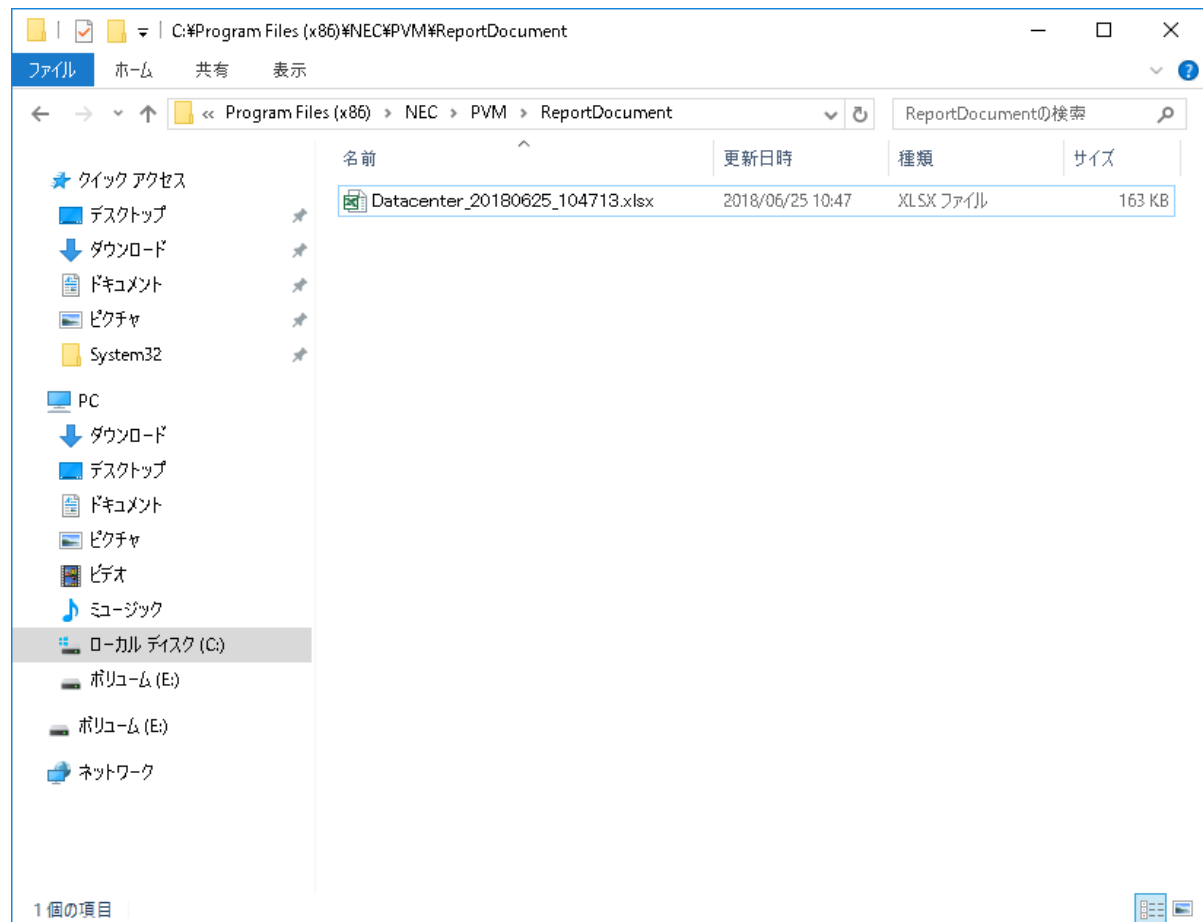 C:¥Program Files (x86)¥NEC¥PVM¥ReportDocument
ファイル ホーム 共有 表示
« Program Files (x86) > NEC > PVM > ReportDocument ReportDocumentの検索
名前 更新日時 種類 サイズ
Datacenter_20180625_104713.xlsx 2018/06/25 10:47 XLSX ファイル 163 KB
クイック アクセス
デスクトップ
ダウンロード
ドキュメント
ピクチャ
System32
PC
ダウンロード
デスクトップ
ドキュメント
ピクチャ
ビデオ
ミュージック
ローカル ディスク (C:)
ボリューム (E:)
ボリューム (E:)
ネットワーク
1 個の項目